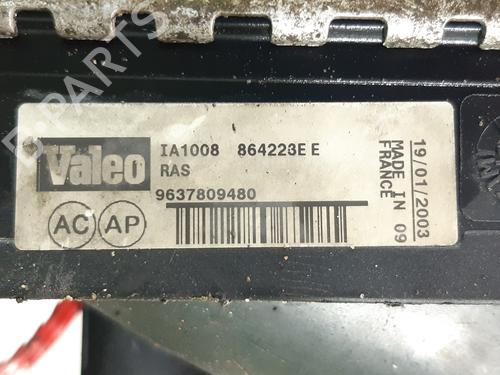 B-PARTS
Valeo
IA1008 864223E E
RAS
9637809480
AC AP
19/01/2003
MADE IN 09
FRANCE